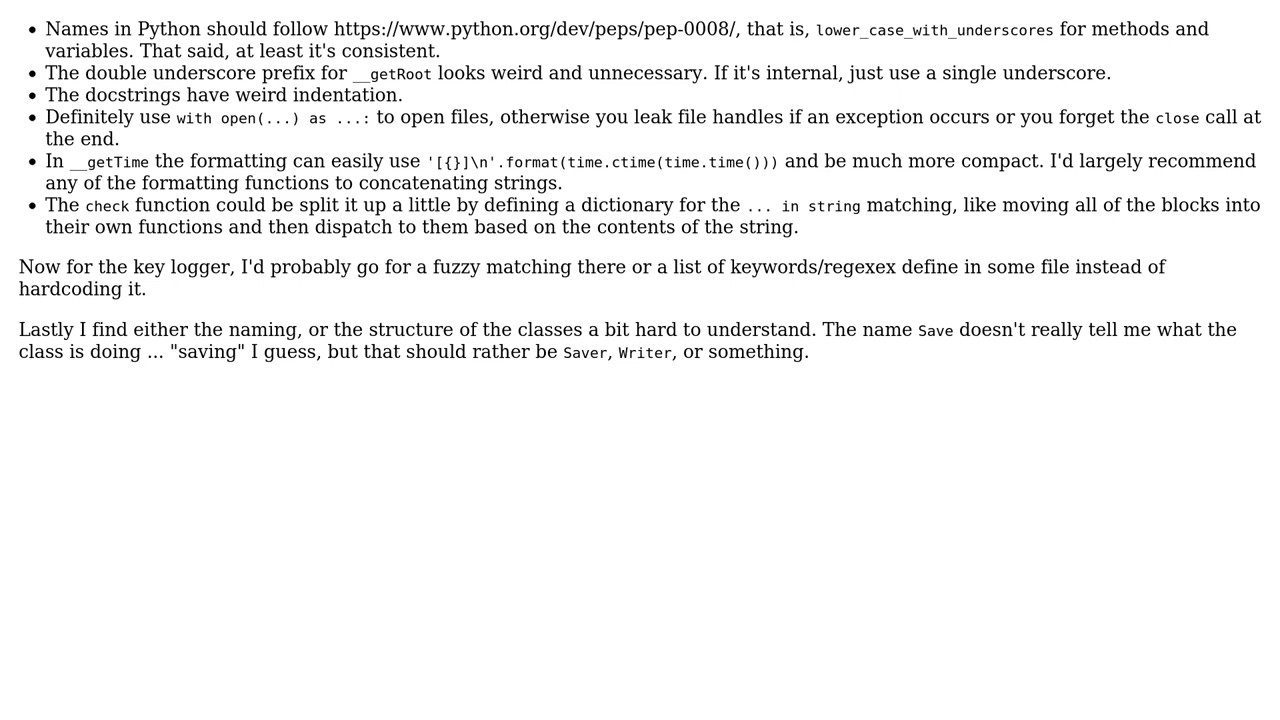 • Names in Python should follow https://www.python.org/dev/peps/pep-0008/, that is, lower_case_with_underscores for methods and
variables. That said, at least it's consistent.
• The double underscore prefix for __getRoot looks weird and unnecessary. If it's internal, just use a single underscore.
• The docstrings have weird indentation.
• Definitely use with open(...) as ...: to open files, otherwise you leak file handles if an exception occurs or you forget the close call at
the end.
• In __getTime the formatting can easily use '[{}]\n'.format(time.ctime(time.time())) and be much more compact. I'd largely recommend
any of the formatting functions to concatenating strings.
• The check function could be split it up a little by defining a dictionary for the ... in string matching, like moving all of the blocks into
their own functions and then dispatch to them based on the contents of the string.
Now for the key logger, I'd probably go for a fuzzy matching there or a list of keywords/regexex define in some file instead of
hardcoding it.
Lastly I find either the naming, or the structure of the classes a bit hard to understand. The name Save doesn't really tell me what the
class is doing ... "saving" I guess, but that should rather be Saver, Writer, or something.